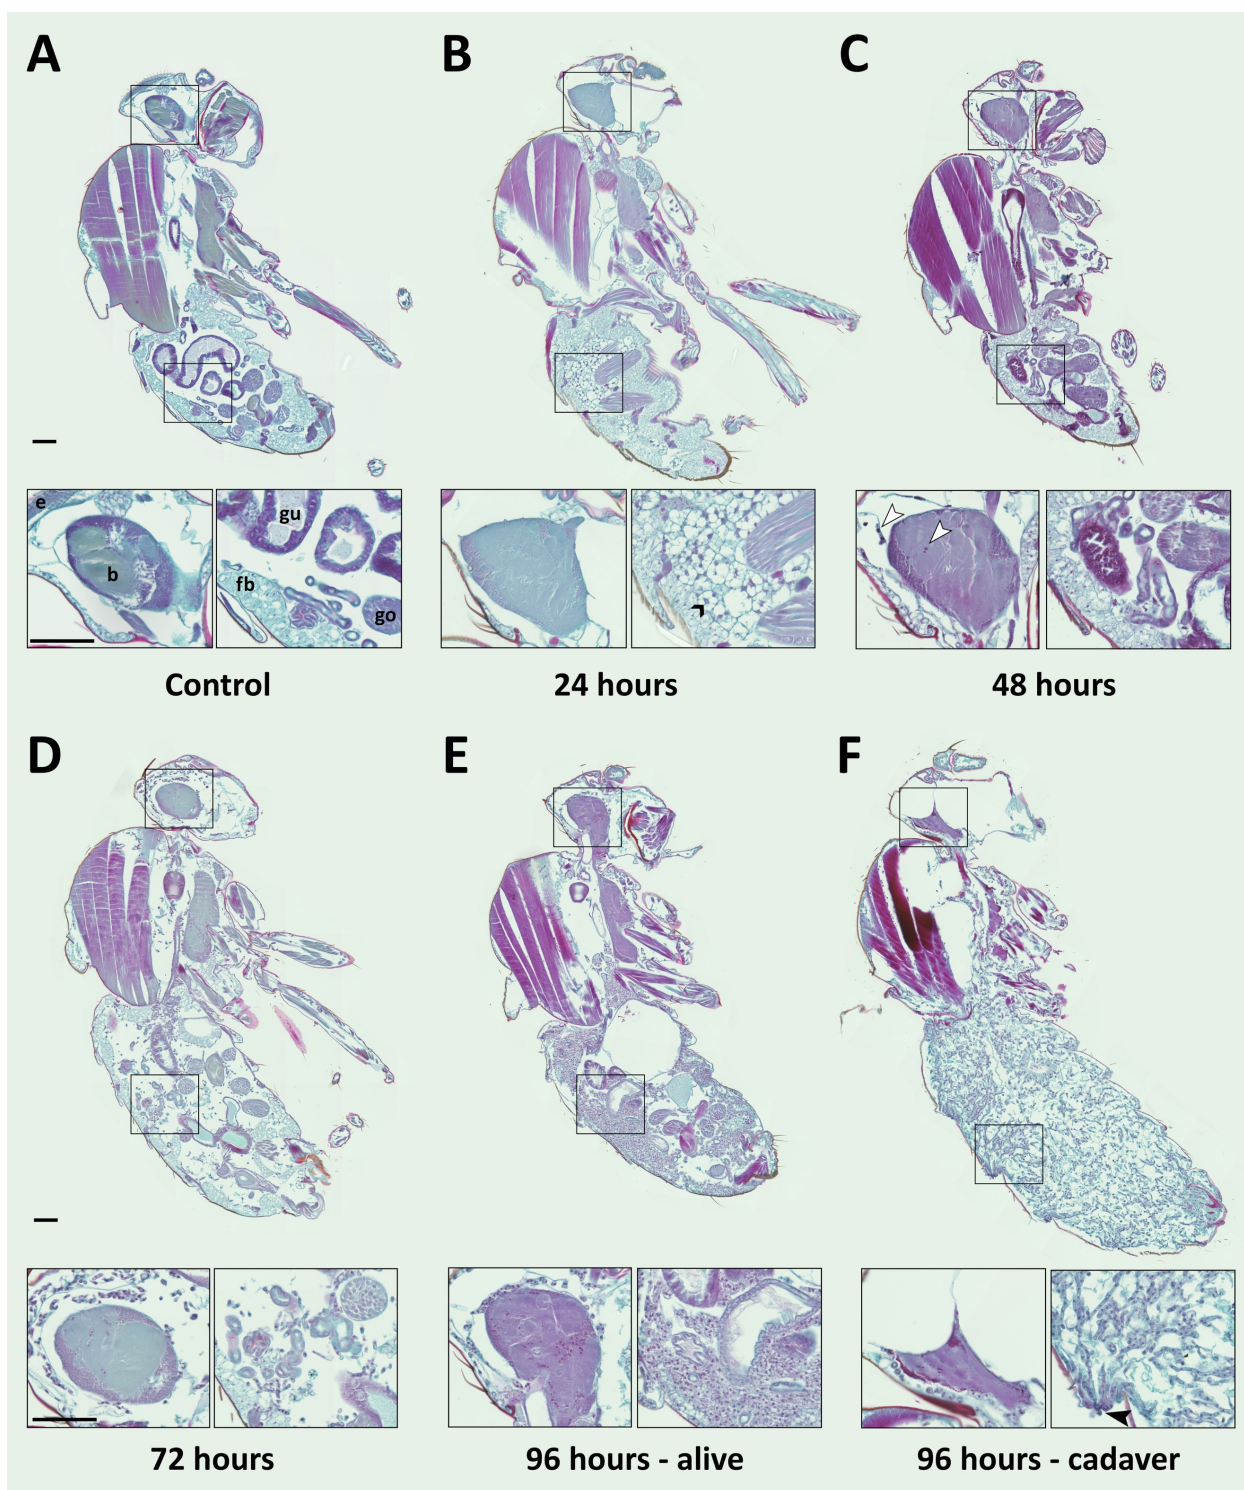 A B C
e b gu fb go
Control 24 hours 48 hours
D E F
72 hours 96 hours - alive 96 hours - cadaver